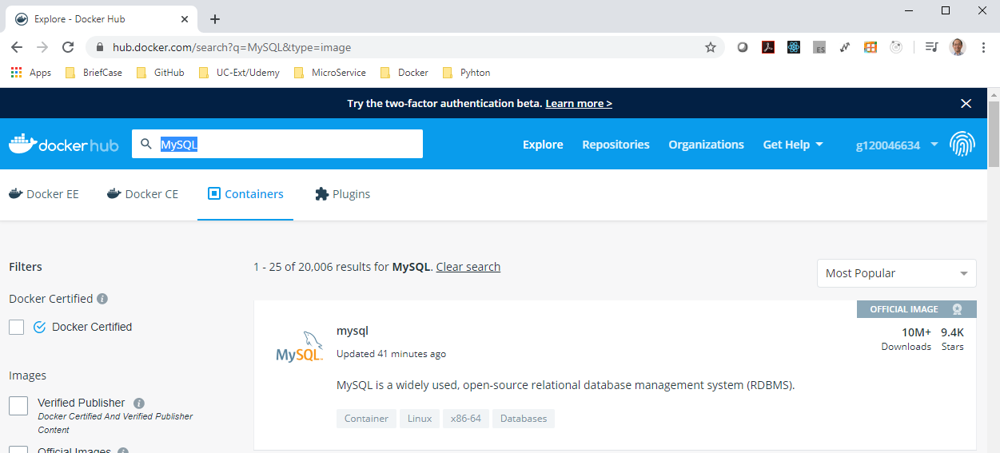 Explore - Docker Hub
hub.docker.com/search?q=MySQL&type=image
ES
Apps BriefCase GitHub UC-Ext/Udemy MicroService Docker Pyhton
Try the two-factor authentication beta. Learn more >
dockerhub MySQL Explore Repositories Organizations Get Help g120046634
Docker EE Docker CE Containers Plugins
Filters
1 - 25 of 20,006 results for MySQL. Clear search
Most Popular
Docker Certified
Docker Certified
OFFICIAL IMAGE
MySQL
mysql
10M+ 9.4K
Updated 41 minutes ago
Downloads Stars
Images
MySQL is a widely used, open-source relational database management system (RDBMS).
Verified Publisher
Docker Certified And Verified Publisher
Content
Container Linux x86-64 Databases
Official Images